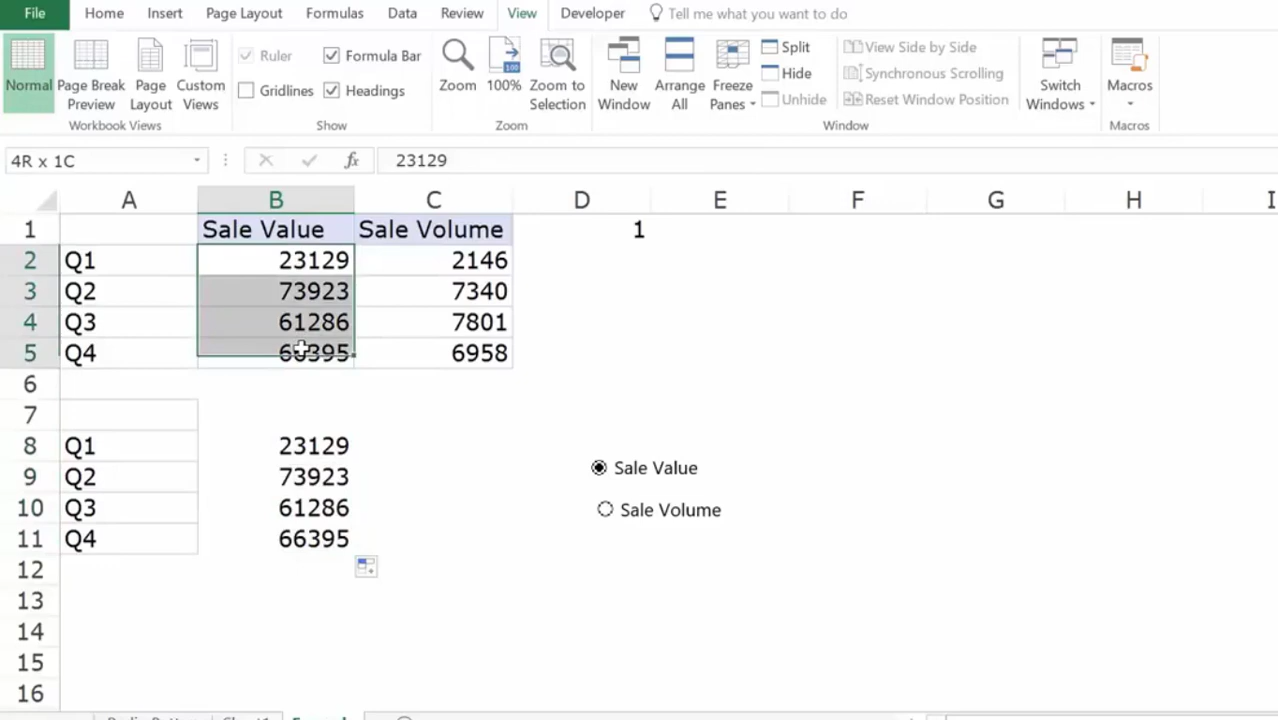 File Home Insert Page Layout Formulas Data Review View Developer Tell me what you want to do
Normal Page Break Preview Page Layout Custom Views
Ruler Formula Bar
Gridlines Headings
Zoom 100% Zoom to Selection
New Window Arrange All Freeze Panes
Split View Side by Side
Hide Synchronous Scrolling
Unhide Reset Window Position
Switch Windows Macros
Workbook Views Show Zoom Window Macros
4R x 1C fx 23129
A B C D E F G H I
1 Sale Value Sale Volume 1
2 Q1 23129 2146
3 Q2 73923 7340
4 Q3 61286 7801
5 Q4 66395 6958
6
7
8 Q1 23129
9 Q2 73923 Sale Value
10 Q3 61286 Sale Volume
11 Q4 66395
12
13
14
15
16